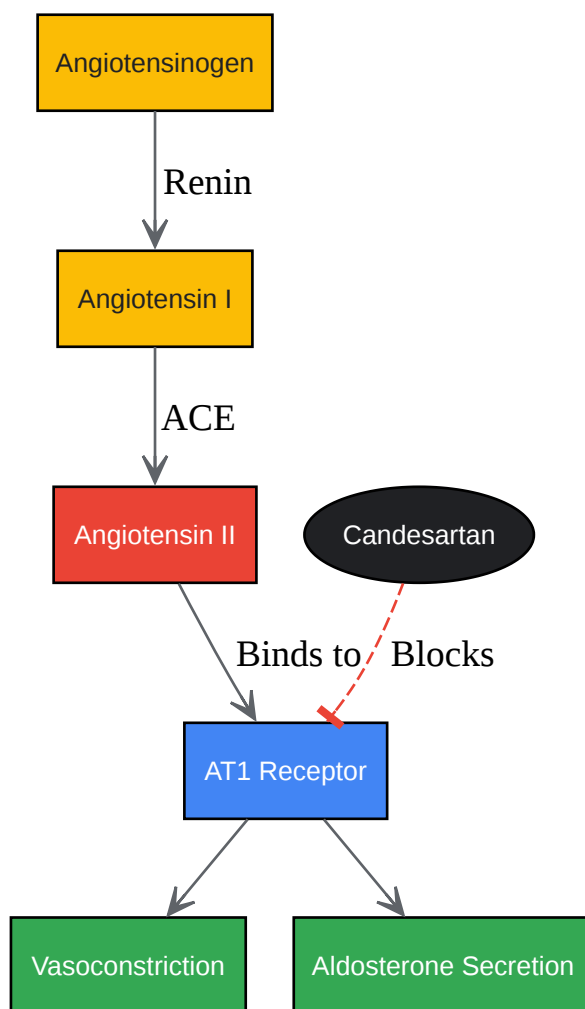 Angiotensinogen
Renin
Angiotensin I
ACE
Angiotensin II
Candesartan
Binds to
Blocks
AT1 Receptor
Vasoconstriction
Aldosterone Secretion